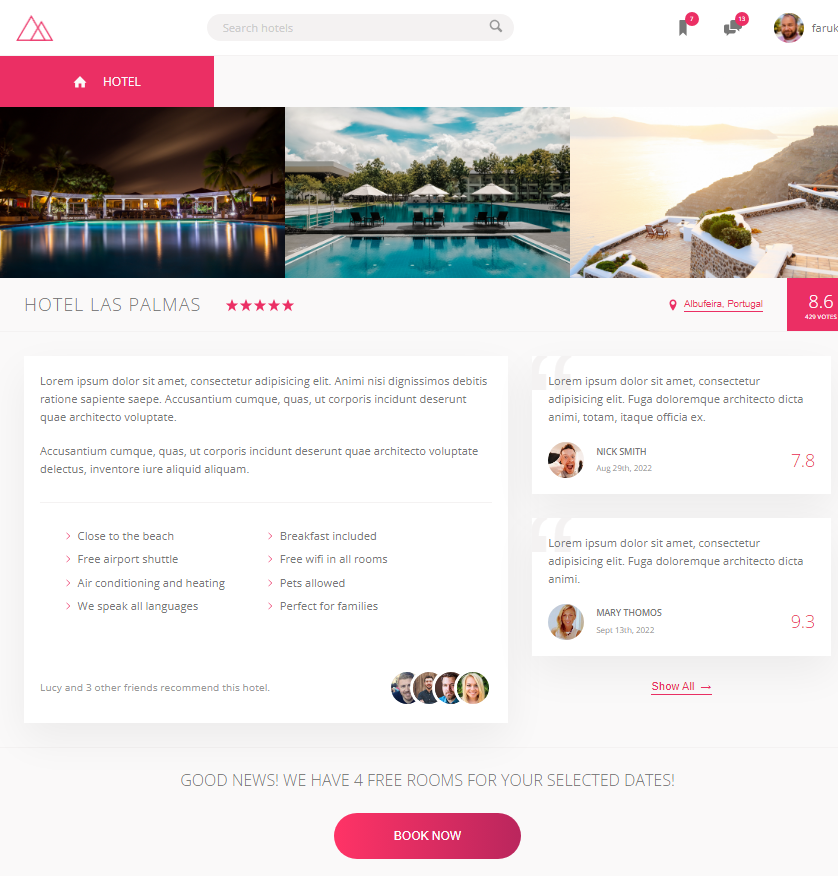 Search hotels
7
13
faruk
HOTEL
HOTEL LAS PALMAS
Albufeira, Portugal
8.6
429 VOTES
Lorem ipsum dolor sit amet, consectetur adipisicing elit. Animi nisi dignissimos debitis
ratione sapiente saepe. Accusantium cumque, quas, ut corporis incidunt deserunt
quae architecto voluptate.
Accusantium cumque, quas, ut corporis incidunt deserunt quae architecto voluptate
delectus, inventore iure aliquid aliquam.
Close to the beach
Breakfast included
Free airport shuttle
Free wifi in all rooms
Air conditioning and heating
Pets allowed
We speak all languages
Perfect for families
Lucy and 3 other friends recommend this hotel.
“
Lorem ipsum dolor sit amet, consectetur
adipisicing elit. Fuga doloremque architecto dicta
animi, totam, itaque officia ex.
NICK SMITH
Aug 29th, 2022
7.8
“
Lorem ipsum dolor sit amet, consectetur
adipisicing elit. Fuga doloremque architecto dicta
animi.
MARY THOMOS
Sept 13th, 2022
9.3
Show All →
GOOD NEWS! WE HAVE 4 FREE ROOMS FOR YOUR SELECTED DATES!
BOOK NOW